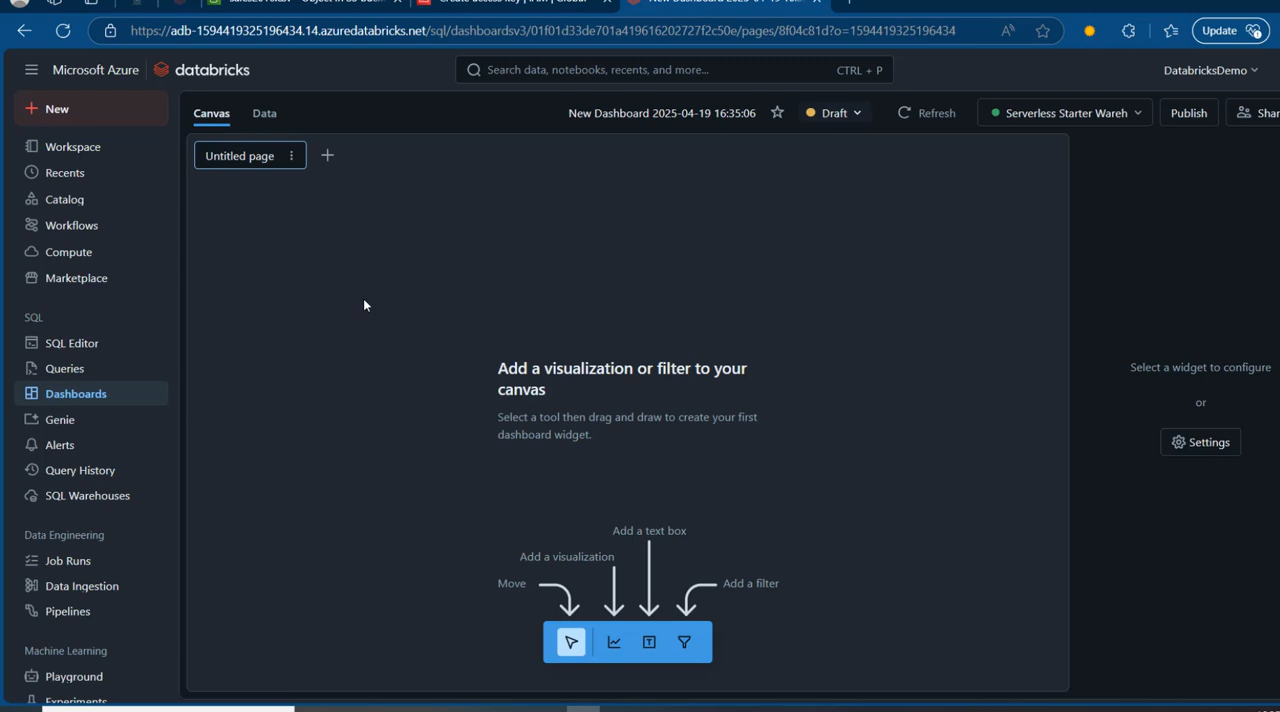 https://adb-1594419325196434.14.azuredatabricks.net/sql/dashboardsv3/01f01d33de701a419616202727f2c50e/pages/8f04c81d?o=1594419325196434
Update
Microsoft Azure
databricks
Search data, notebooks, recents, and more...
CTRL + P
DatabricksDemo
New
Canvas
Data
New Dashboard 2025-04-19 16:35:06
Draft
Refresh
Serverless Starter Wareh
Publish
Shar
Untitled page
Workspace
Recents
Catalog
Workflows
Compute
Marketplace
SQL
SQL Editor
Queries
Dashboards
Genie
Alerts
Query History
SQL Warehouses
Data Engineering
Job Runs
Data Ingestion
Pipelines
Machine Learning
Playground
Experiments
Add a visualization or filter to your
canvas
Select a tool then drag and draw to create your first
dashboard widget.
Add a text box
Add a visualization
Move
Add a filter
Select a widget to configure
or
Settings